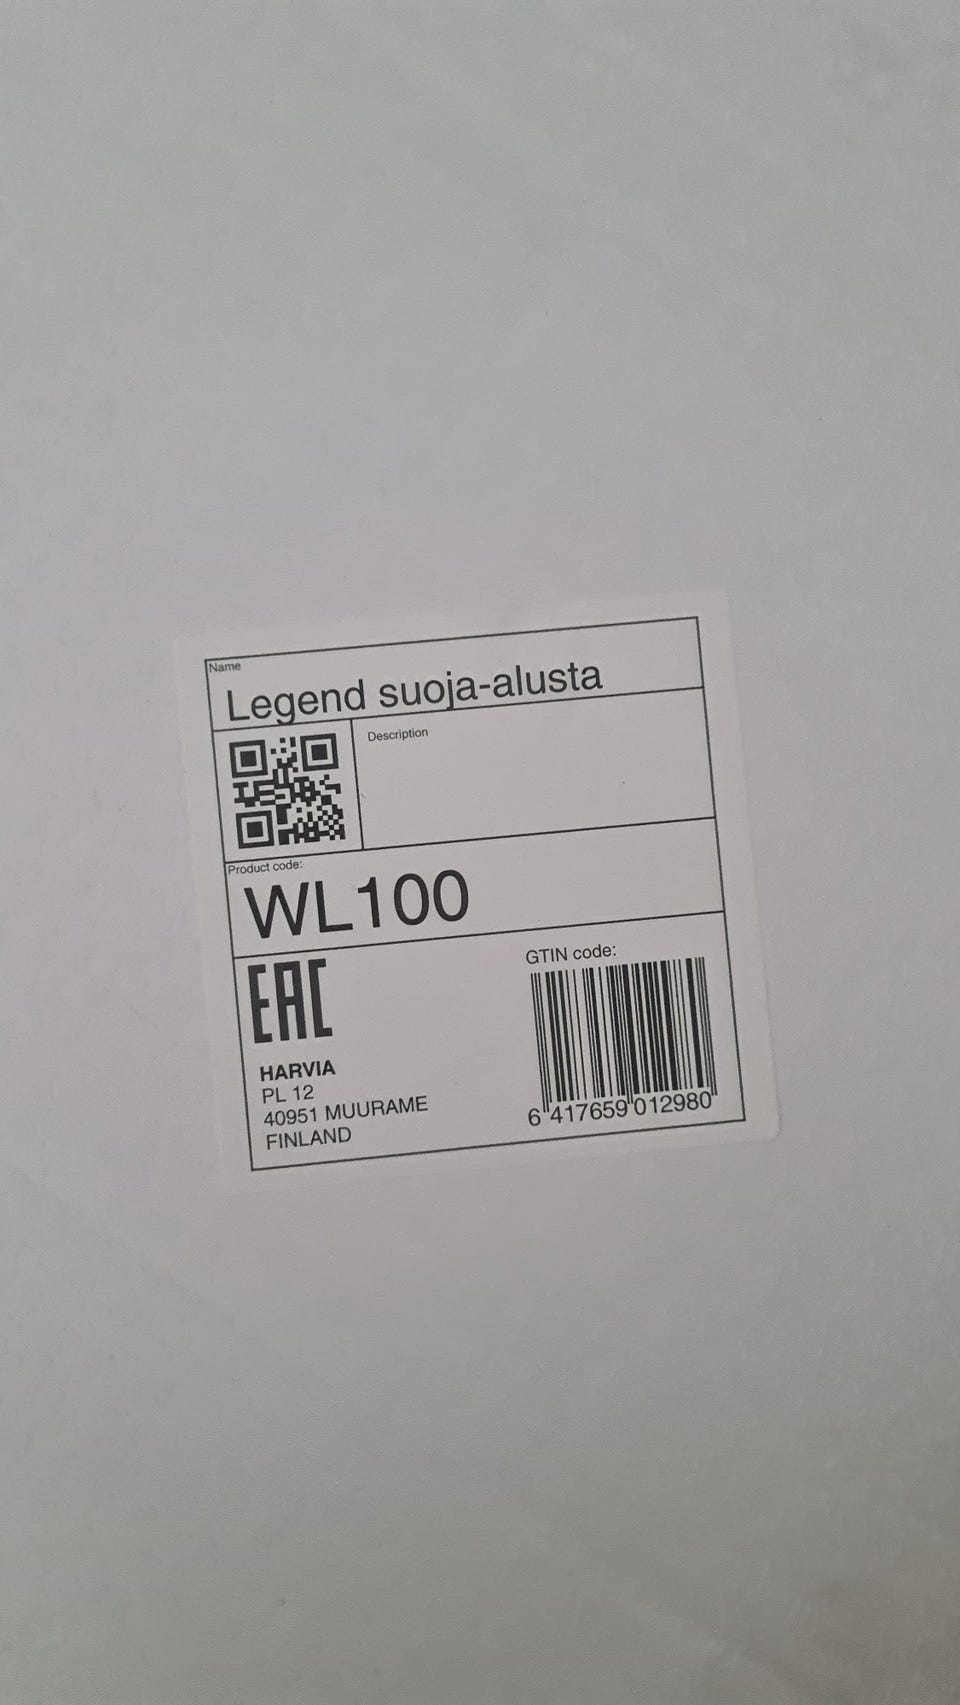 Name
Legend suoja-alusta
Description
Product code:
WL100
EAC
GTIN code:
HARVIA
PL 12
40951 MUURAME
FINLAND
6 417659 012980